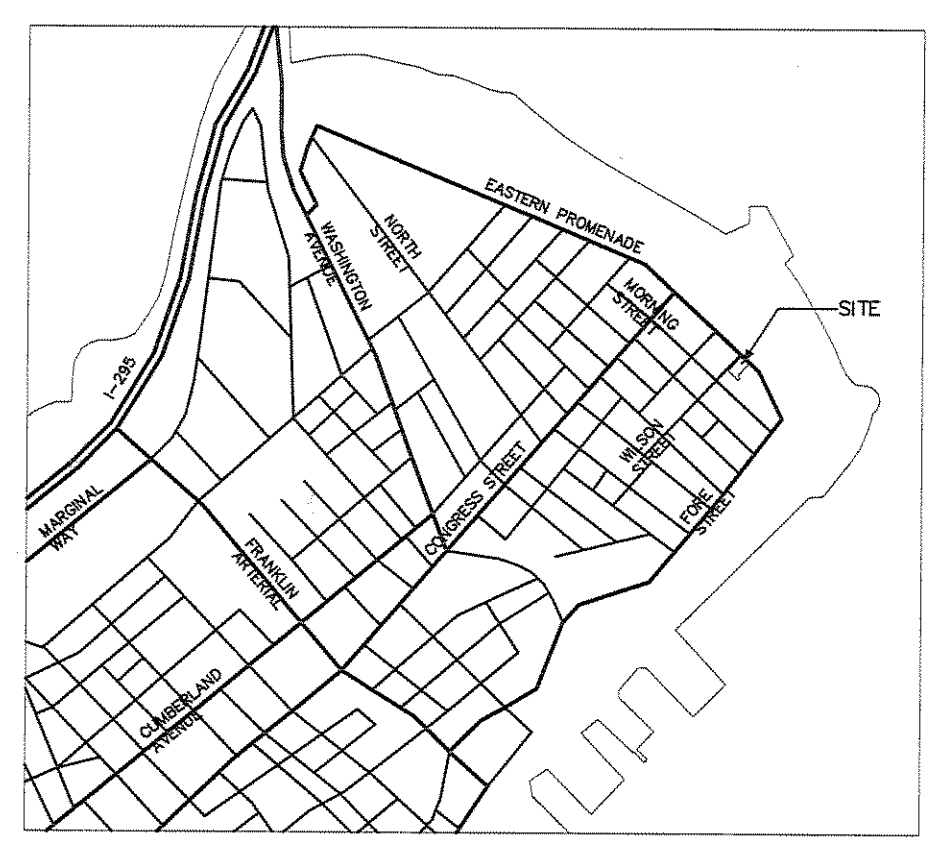 EASTERN PROMENADE
NORTH
STREET
WASHINGTON
AVENUE
MORNING
STREET
SITE
I-295
WILSON
STREET
CONGRESS STREET
FORE
STREET
MARGINAL
WAY
FRANKLIN
ARTERIAL
CUMBERLAND
AVENUE